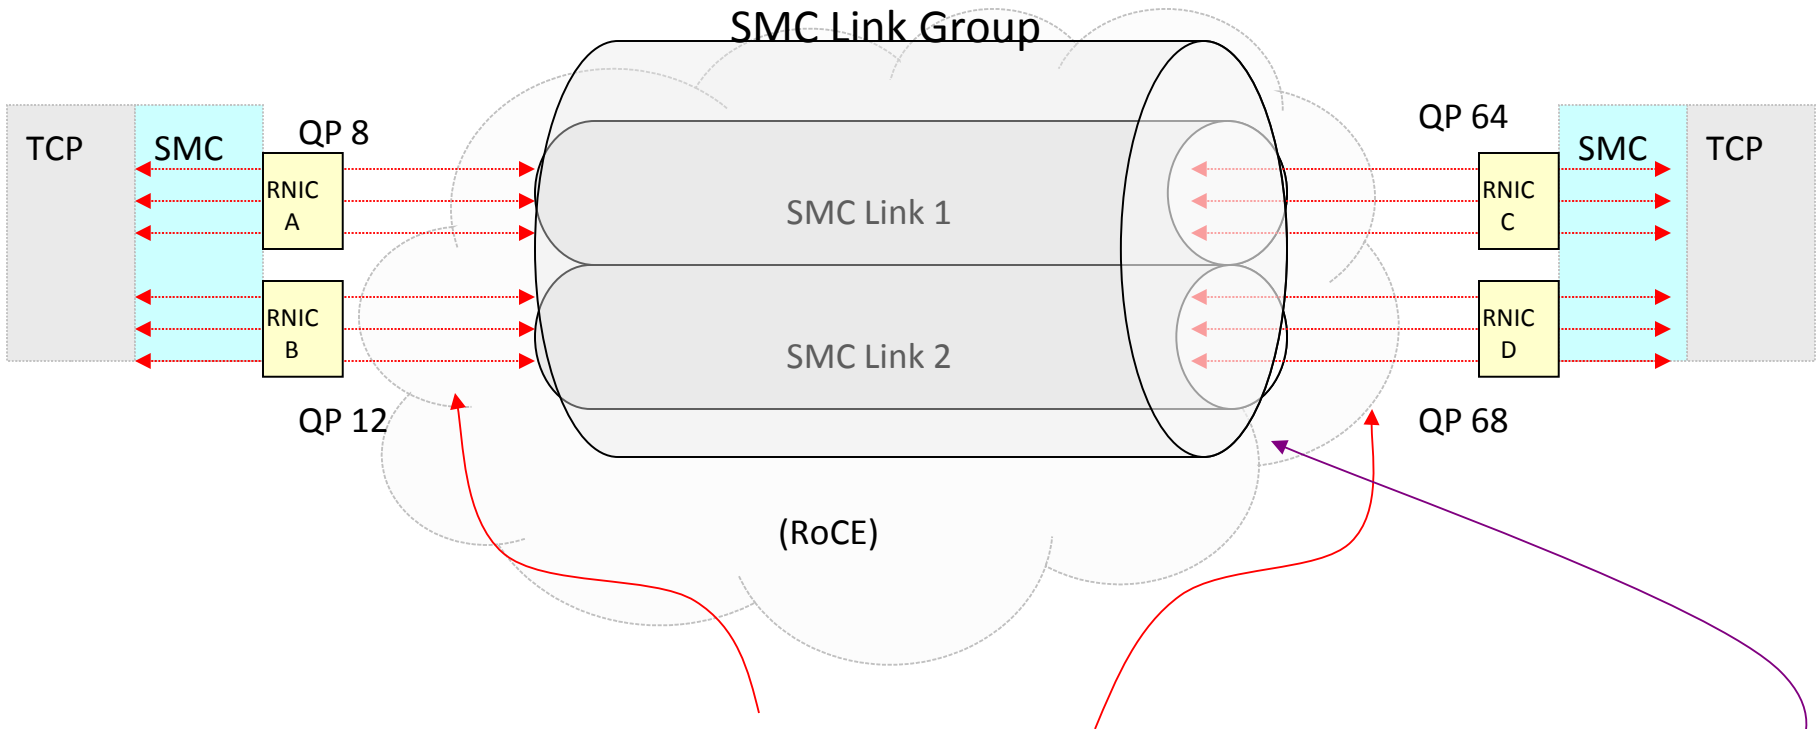 SMC Link Group
TCP
SMC
QP 8
RNIC
A
SMC Link 1
QP 64
RNIC
C
SMC
TCP
RNIC
B
QP 12
SMC Link 2
RNIC
D
QP 68
(RoCE)